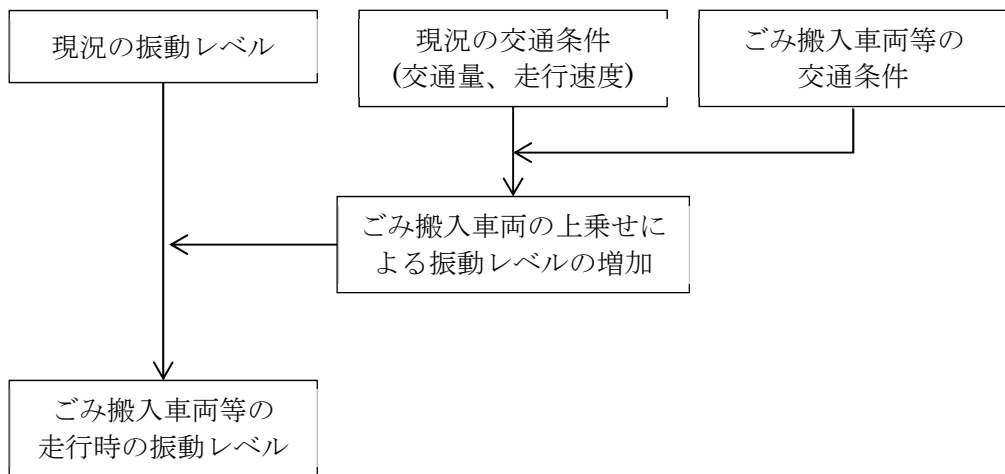 現況の振動レベル
現況の交通条件
(交通量、走行速度)
ごみ搬入車両等の
交通条件
ごみ搬入車両の上乗せに
よる振動レベルの増加
ごみ搬入車両等の
走行時の振動レベル